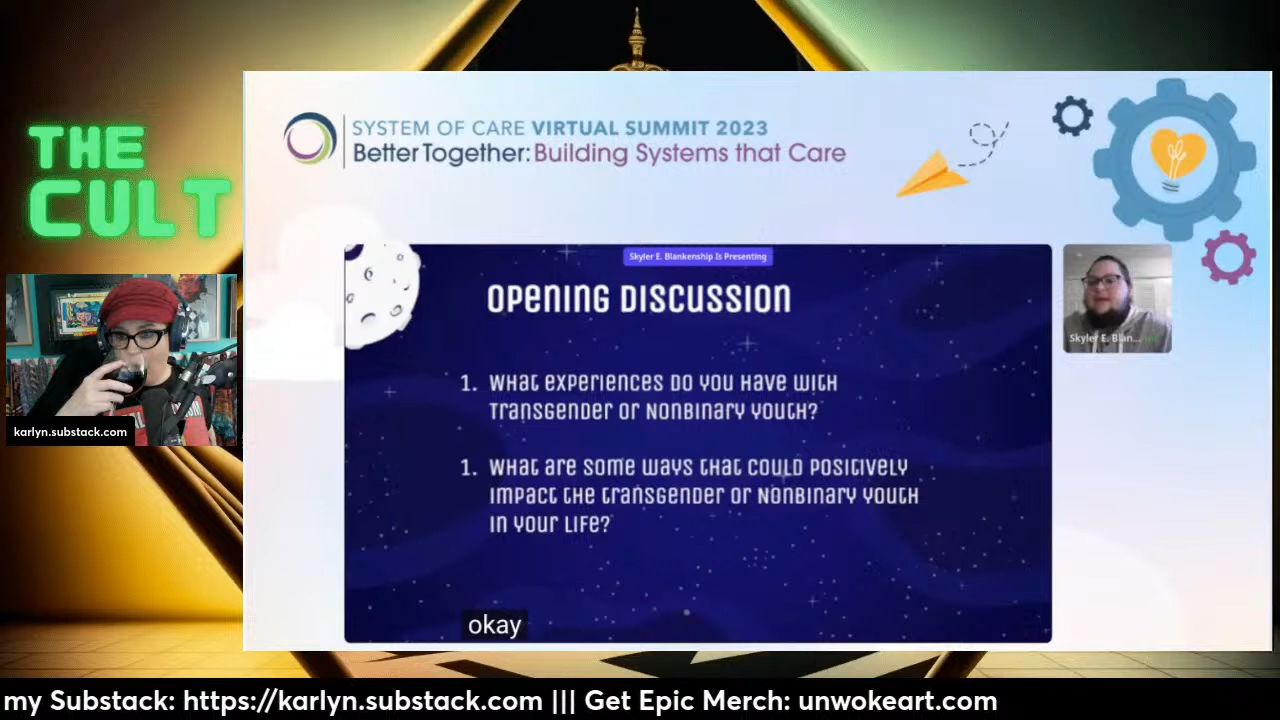 THE
CULT
SYSTEM OF CARE VIRTUAL SUMMIT 2023
Better Together: Building Systems that Care
Skyler E. Blankenship Is Presenting
OPENING DISCUSSION
1. WHAT EXPERIENCES DO YOU HAVE WITH
TRANSGENDER OR NONBINARY YOUTH?
1. WHAT ARE SOME WAYS THAT COULD POSITIVELY
IMPACT THE TRANSGENDER OR NONBINARY YOUTH
IN YOUR LIFE?
okay
Skyler E. Blan...
karlyn.substack.com
my Substack: https://karlyn.substack.com ||| Get Epic Merch: unwokeart.com